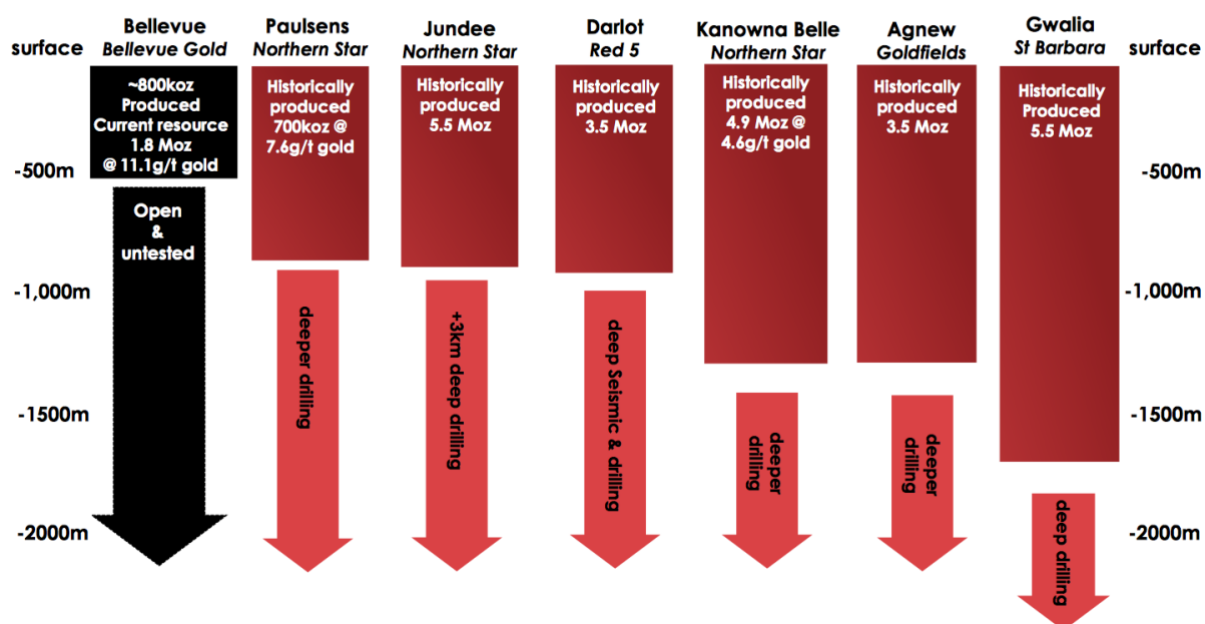 surface
Bellevue
Bellevue Gold
~800koz
Produced
Current resource
1.8 Moz
@ 11.1g/t gold
Open
&
untested
Paulsens
Northern Star
Historically
produced
700koz @
7.6g/t gold
deeper drilling
Jundee
Northern Star
Historically
produced
5.5 Moz
+3km deep drilling
Darlot
Red 5
Historically
produced
3.5 Moz
deep Seismic & drilling
Kanowna Belle
Northern Star
Historically
produced
4.9 Moz @
4.6g/t gold
deeper
drilling
Agnew
Goldfields
Historically
produced
3.5 Moz
deeper
drilling
Gwalia
St Barbara
Historically
Produced
5.5 Moz
deep drilling
surface
-500m
-500m
-1,000m
-1,000m
-1500m
-1500m
-2000m
-2000m